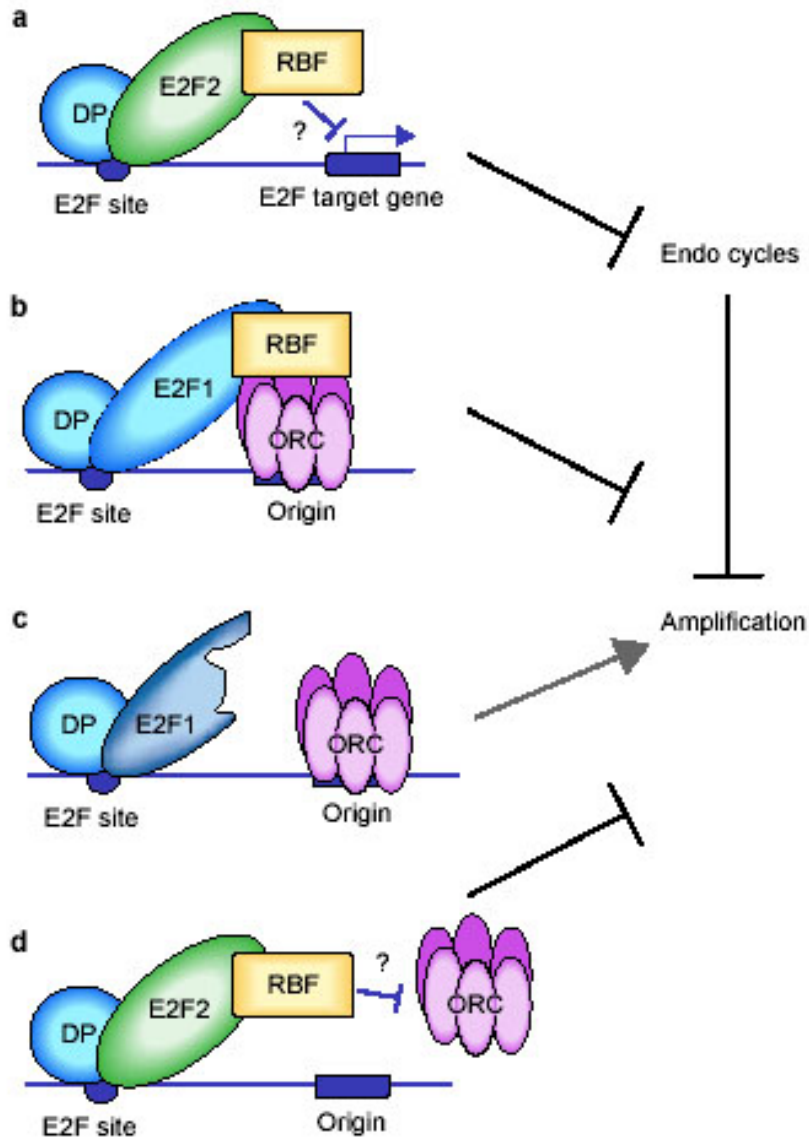 a
DP
E2F2
RBF
?
E2F site
E2F target gene
Endo cycles
b
DP
E2F1
RBF
ORC
E2F site
Origin
Amplification
c
DP
E2F1
ORC
E2F site
Origin
d
DP
E2F2
RBF
?
ORC
E2F site
Origin